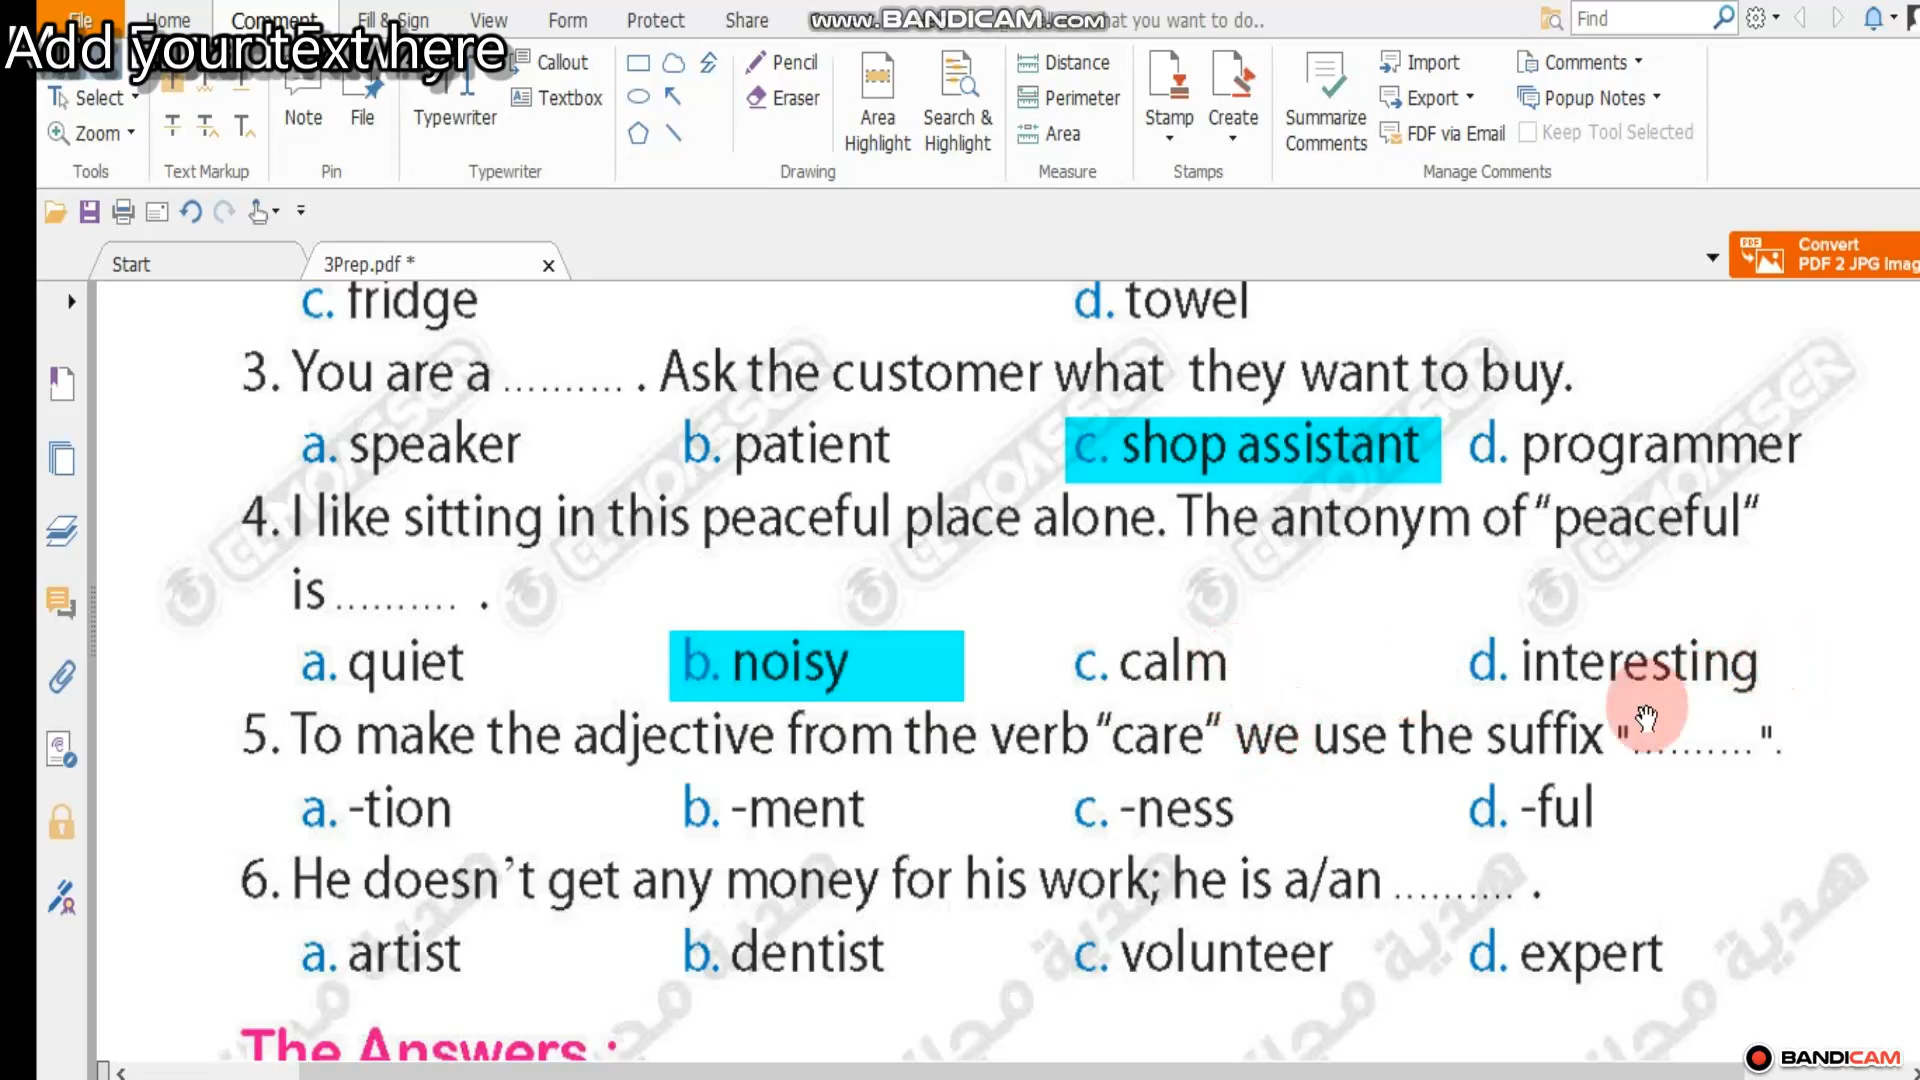 File Home Comment Fill & Sign View Form Protect Share www.BANDICAM.com hat you want to do.. Find
Add your text here
Callout Pencil Distance Import Comments
Select Textbox Eraser Perimeter Export Popup Notes
Zoom Note File Typewriter Area Highlight Search & Highlight Area Stamp Create Summarize Comments FDF via Email Keep Tool Selected
Tools Text Markup Pin Typewriter Drawing Measure Stamps Manage Comments
Start 3Prep.pdf * Convert
PDF 2 JPG Imag
c. fridge d. towel
3. You are a .......... . Ask the customer what they want to buy.
a. speaker b. patient c. shop assistant d. programmer
4. I like sitting in this peaceful place alone. The antonym of “peaceful“
is .......... .
a. quiet b. noisy c. calm d. interesting
5. To make the adjective from the verb “care“ we use the suffix "..........".
a. -tion b. -ment c. -ness d. -ful
6. He doesn’t get any money for his work; he is a/an .......... .
a. artist b. dentist c. volunteer d. expert
The Answers :
BANDICAM